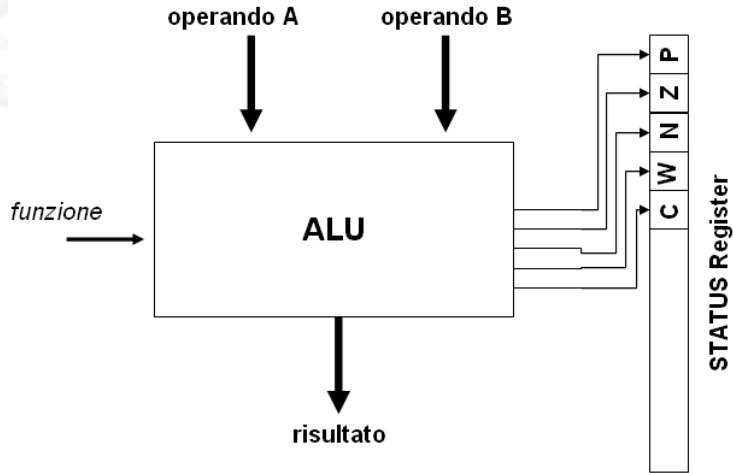 operando A
operando B
P
Z
N
W
C
funzione
ALU
STATUS Register
risultato